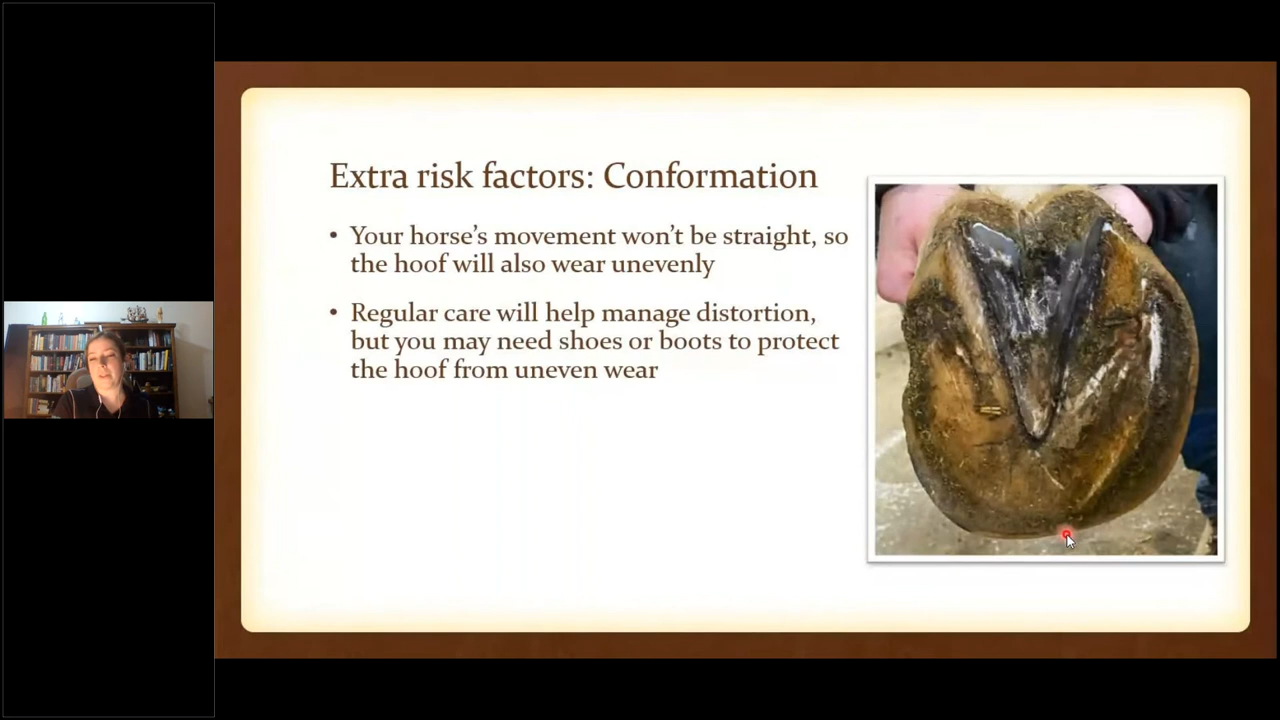 Extra risk factors: Conformation
• Your horse’s movement won’t be straight, so
the hoof will also wear unevenly
• Regular care will help manage distortion,
but you may need shoes or boots to protect
the hoof from uneven wear